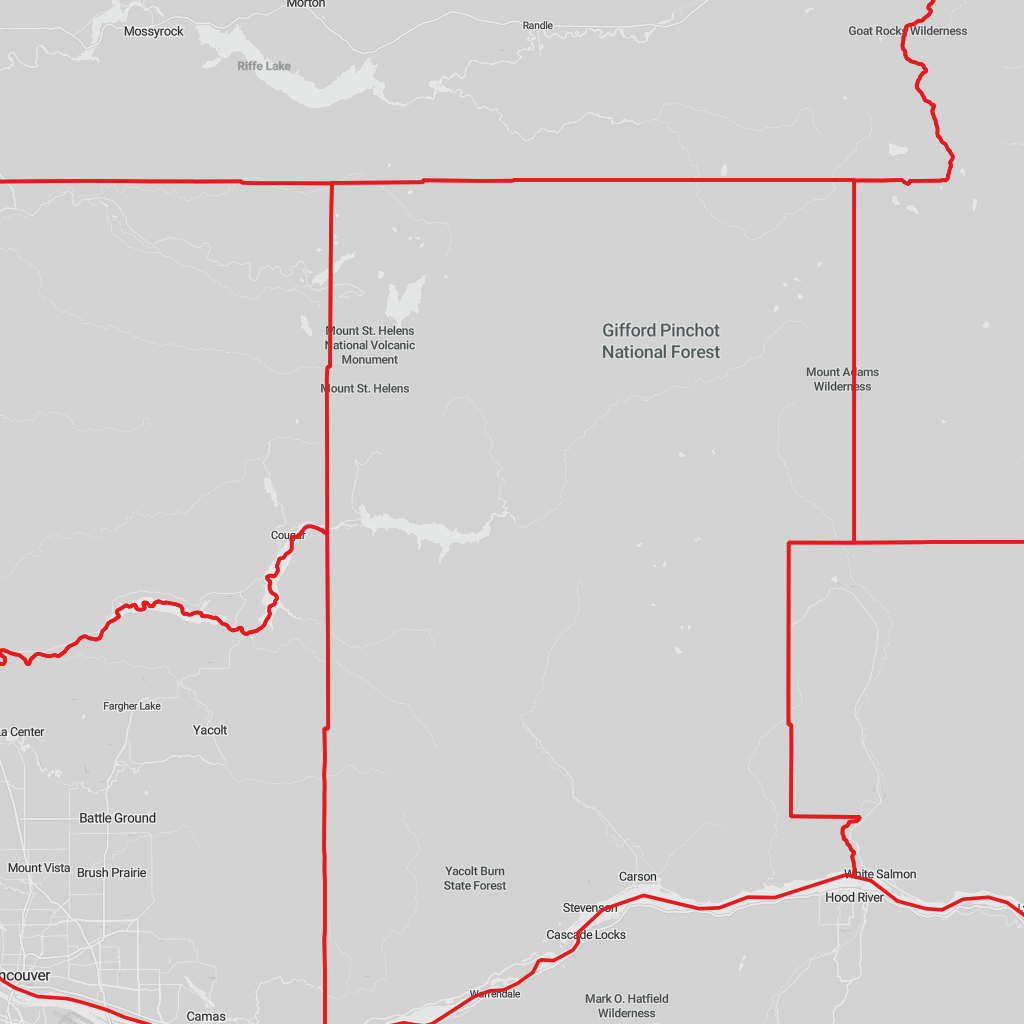 Morton
Mossyrock
Randle
Goat Rocks Wilderness
Riffe Lake
Gifford Pinchot
National Forest
Mount St. Helens
National Volcanic
Monument
Mount Adams
Wilderness
Mount St. Helens
Cougar
Fargher Lake
La Center
Yacolt
Battle Ground
Mount Vista
Brush Prairie
Yacolt Burn
State Forest
Carson
White Salmon
Hood River
Stevenson
Cascade Locks
ncouver
Warrendale
Mark O. Hatfield
Wilderness
Camas